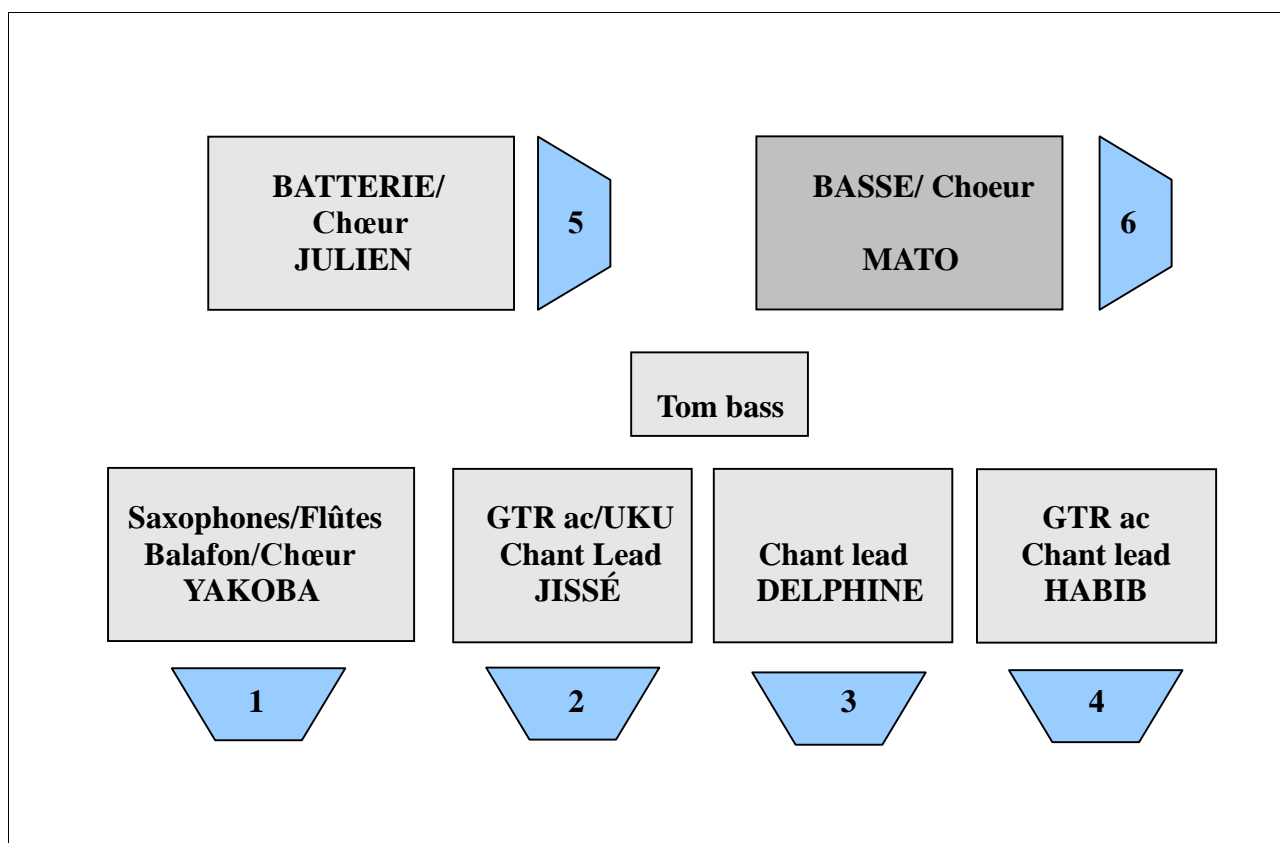 BATTERIE/
Chœur
JULIEN
5
BASSE/ Choeur
MATO
6
Tom bass
Saxophones/Flûtes
Balafon/Chœur
YAKOBA
GTR ac/UKU
Chant Lead
JISSÉ
Chant lead
DELPHINE
GTR ac
Chant lead
HABIB
1
2
3
4